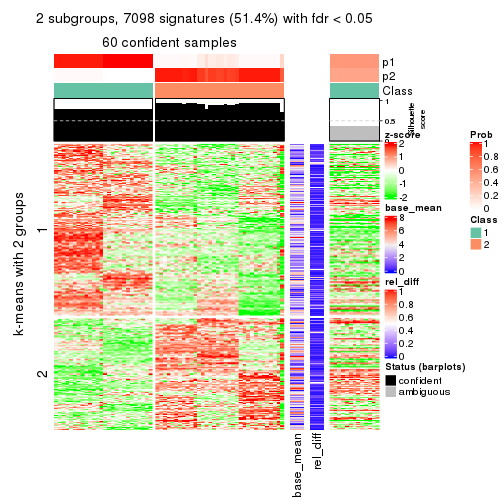 2 subgroups, 7098 signatures (51.4%) with fdr < 0.05
60 confident samples
p1
p2
Class
1
0.5
0
Silhouette
score
k-means with 2 groups
1
2
base_mean
rel_diff
z-score
2
1
0
-1
-2
base_mean
8
6
4
2
0
rel_diff
1
0.8
0.6
0.4
0.2
0
Status (barplots)
confident
ambiguous
Prob
1
0.8
0.6
0.4
0.2
0
Class
1
2